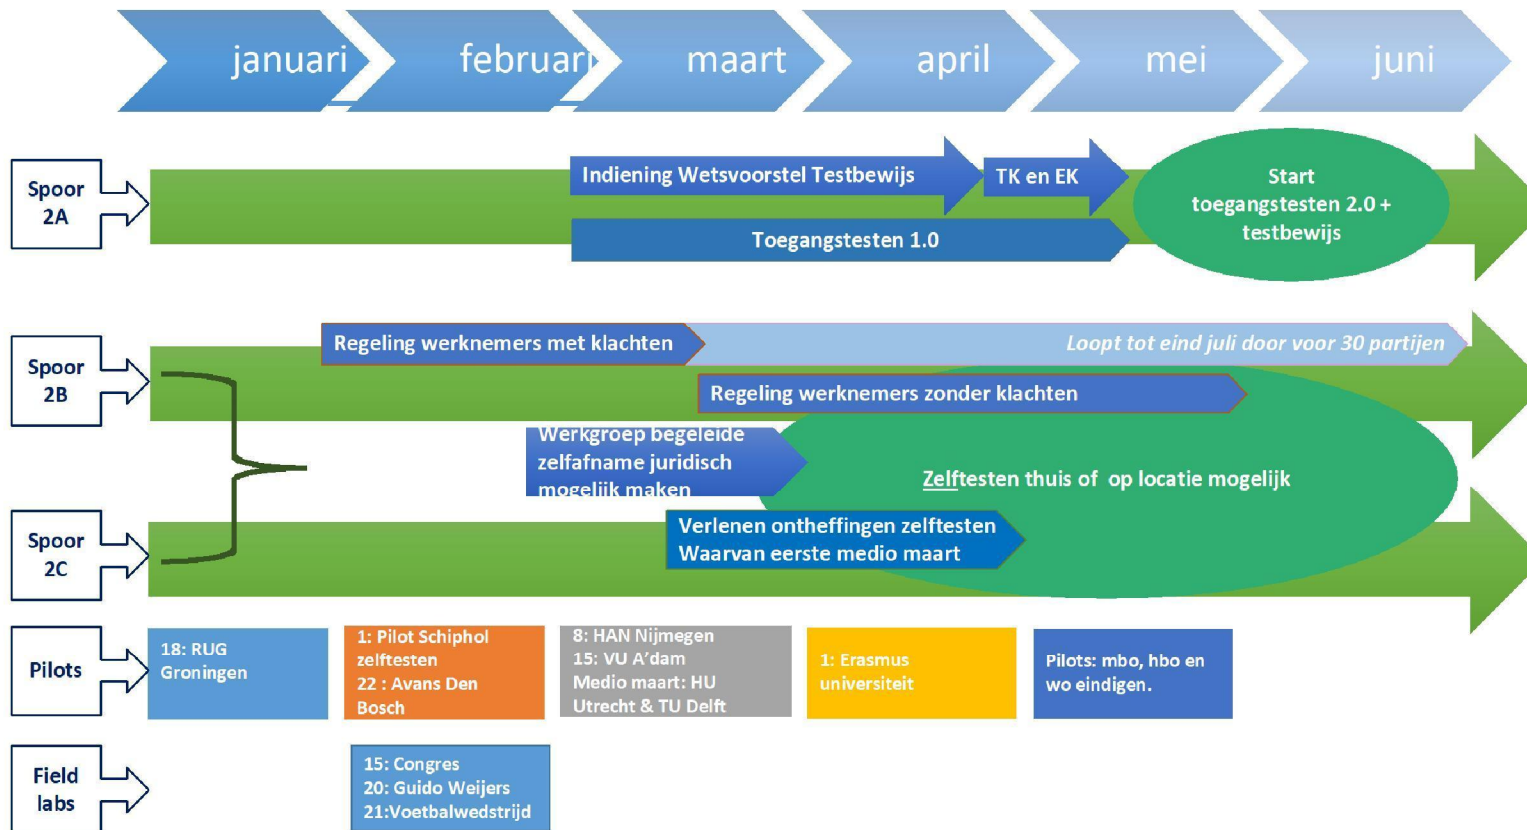 januari
februari
maart
april
mei
juni
Spoor
2A
Indiening Wetsvoorstel Testbewijs
TK en EK
Toegangstesten 1.0
Start
toegangstesten 2.0 +
testbewijs
Spoor
2B
Regeling werknemers met klachten
Loopt tot eind juli door voor 30 partijen
Regeling werknemers zonder klachten
Werkgroep begeleide
zelfafname juridisch
mogelijk maken
Zelftesten thuis of op locatie mogelijk
Spoor
2C
Verlenen ontheffingen zelftesten
Waarvan eerste medio maart
Pilots
18: RUG
Groningen
1: Pilot Schiphol
zelftesten
22 : Avans Den
Bosch
8: HAN Nijmegen
15: VU A’dam
Medio maart: HU
Utrecht & TU Delft
1: Erasmus
universiteit
Pilots: mbo, hbo en
wo eindigen.
Field
labs
15: Congres
20: Guido Weijers
21:Voetbalwedstrijd